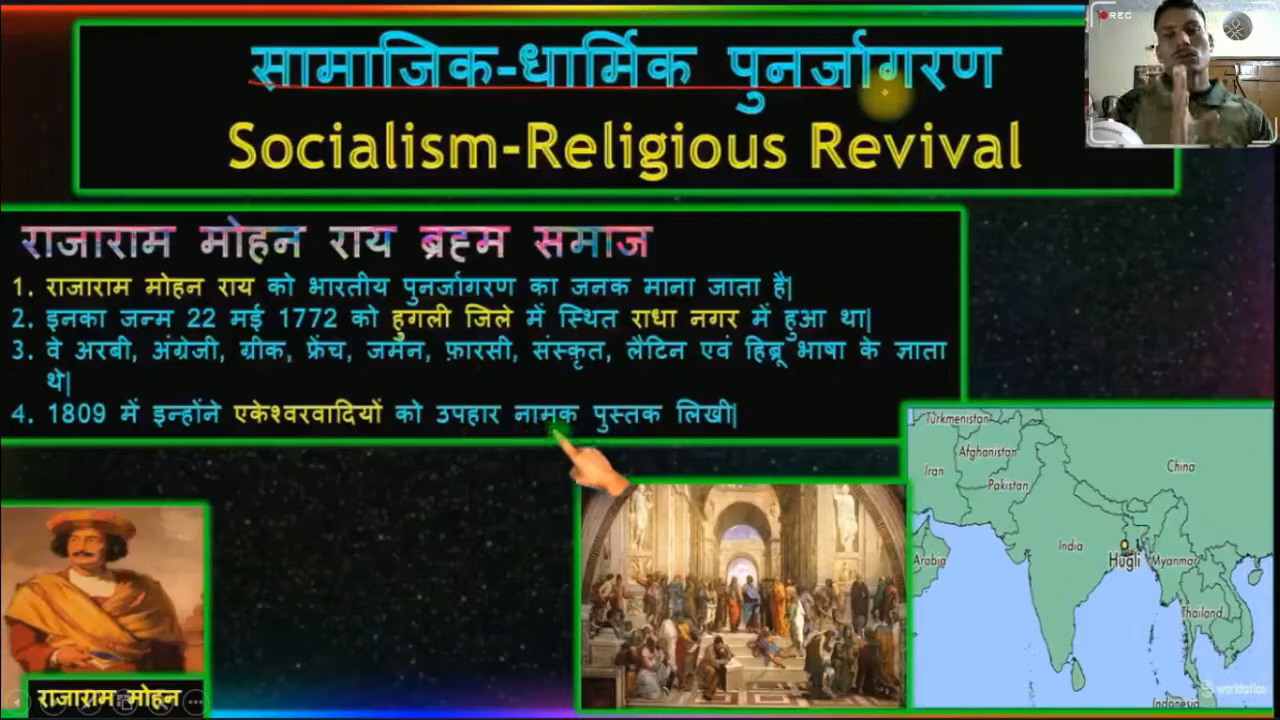 सामाजिक-धार्मिक पुनर्जागरण
REC
Socialism-Religious Revival
राजाराम मोहन राय ब्रह्म समाज
1. राजाराम मोहन राय को भारतीय पुनर्जागरण का जनक माना जाता है|
2. इनका जन्म 22 मई 1772 को हुगली जिले में स्थित राधा नगर में हुआ था|
3. वे अरबी, अंग्रेजी, ग्रीक, फ्रेंच, जर्मन, फ़ारसी, संस्कृत, लैटिन एवं हिब्रू भाषा के ज्ञाता
थे|
4. 1809 में इन्होंने एकेश्वरवादियों को उपहार नामक पुस्तक लिखी|
Turkmenistan
Afghanistan
Iran
China
Pakistan
India
Arabia
Hugli
Myanmar
Thailand
worldatlas
Indonesia
राजाराम मोहन